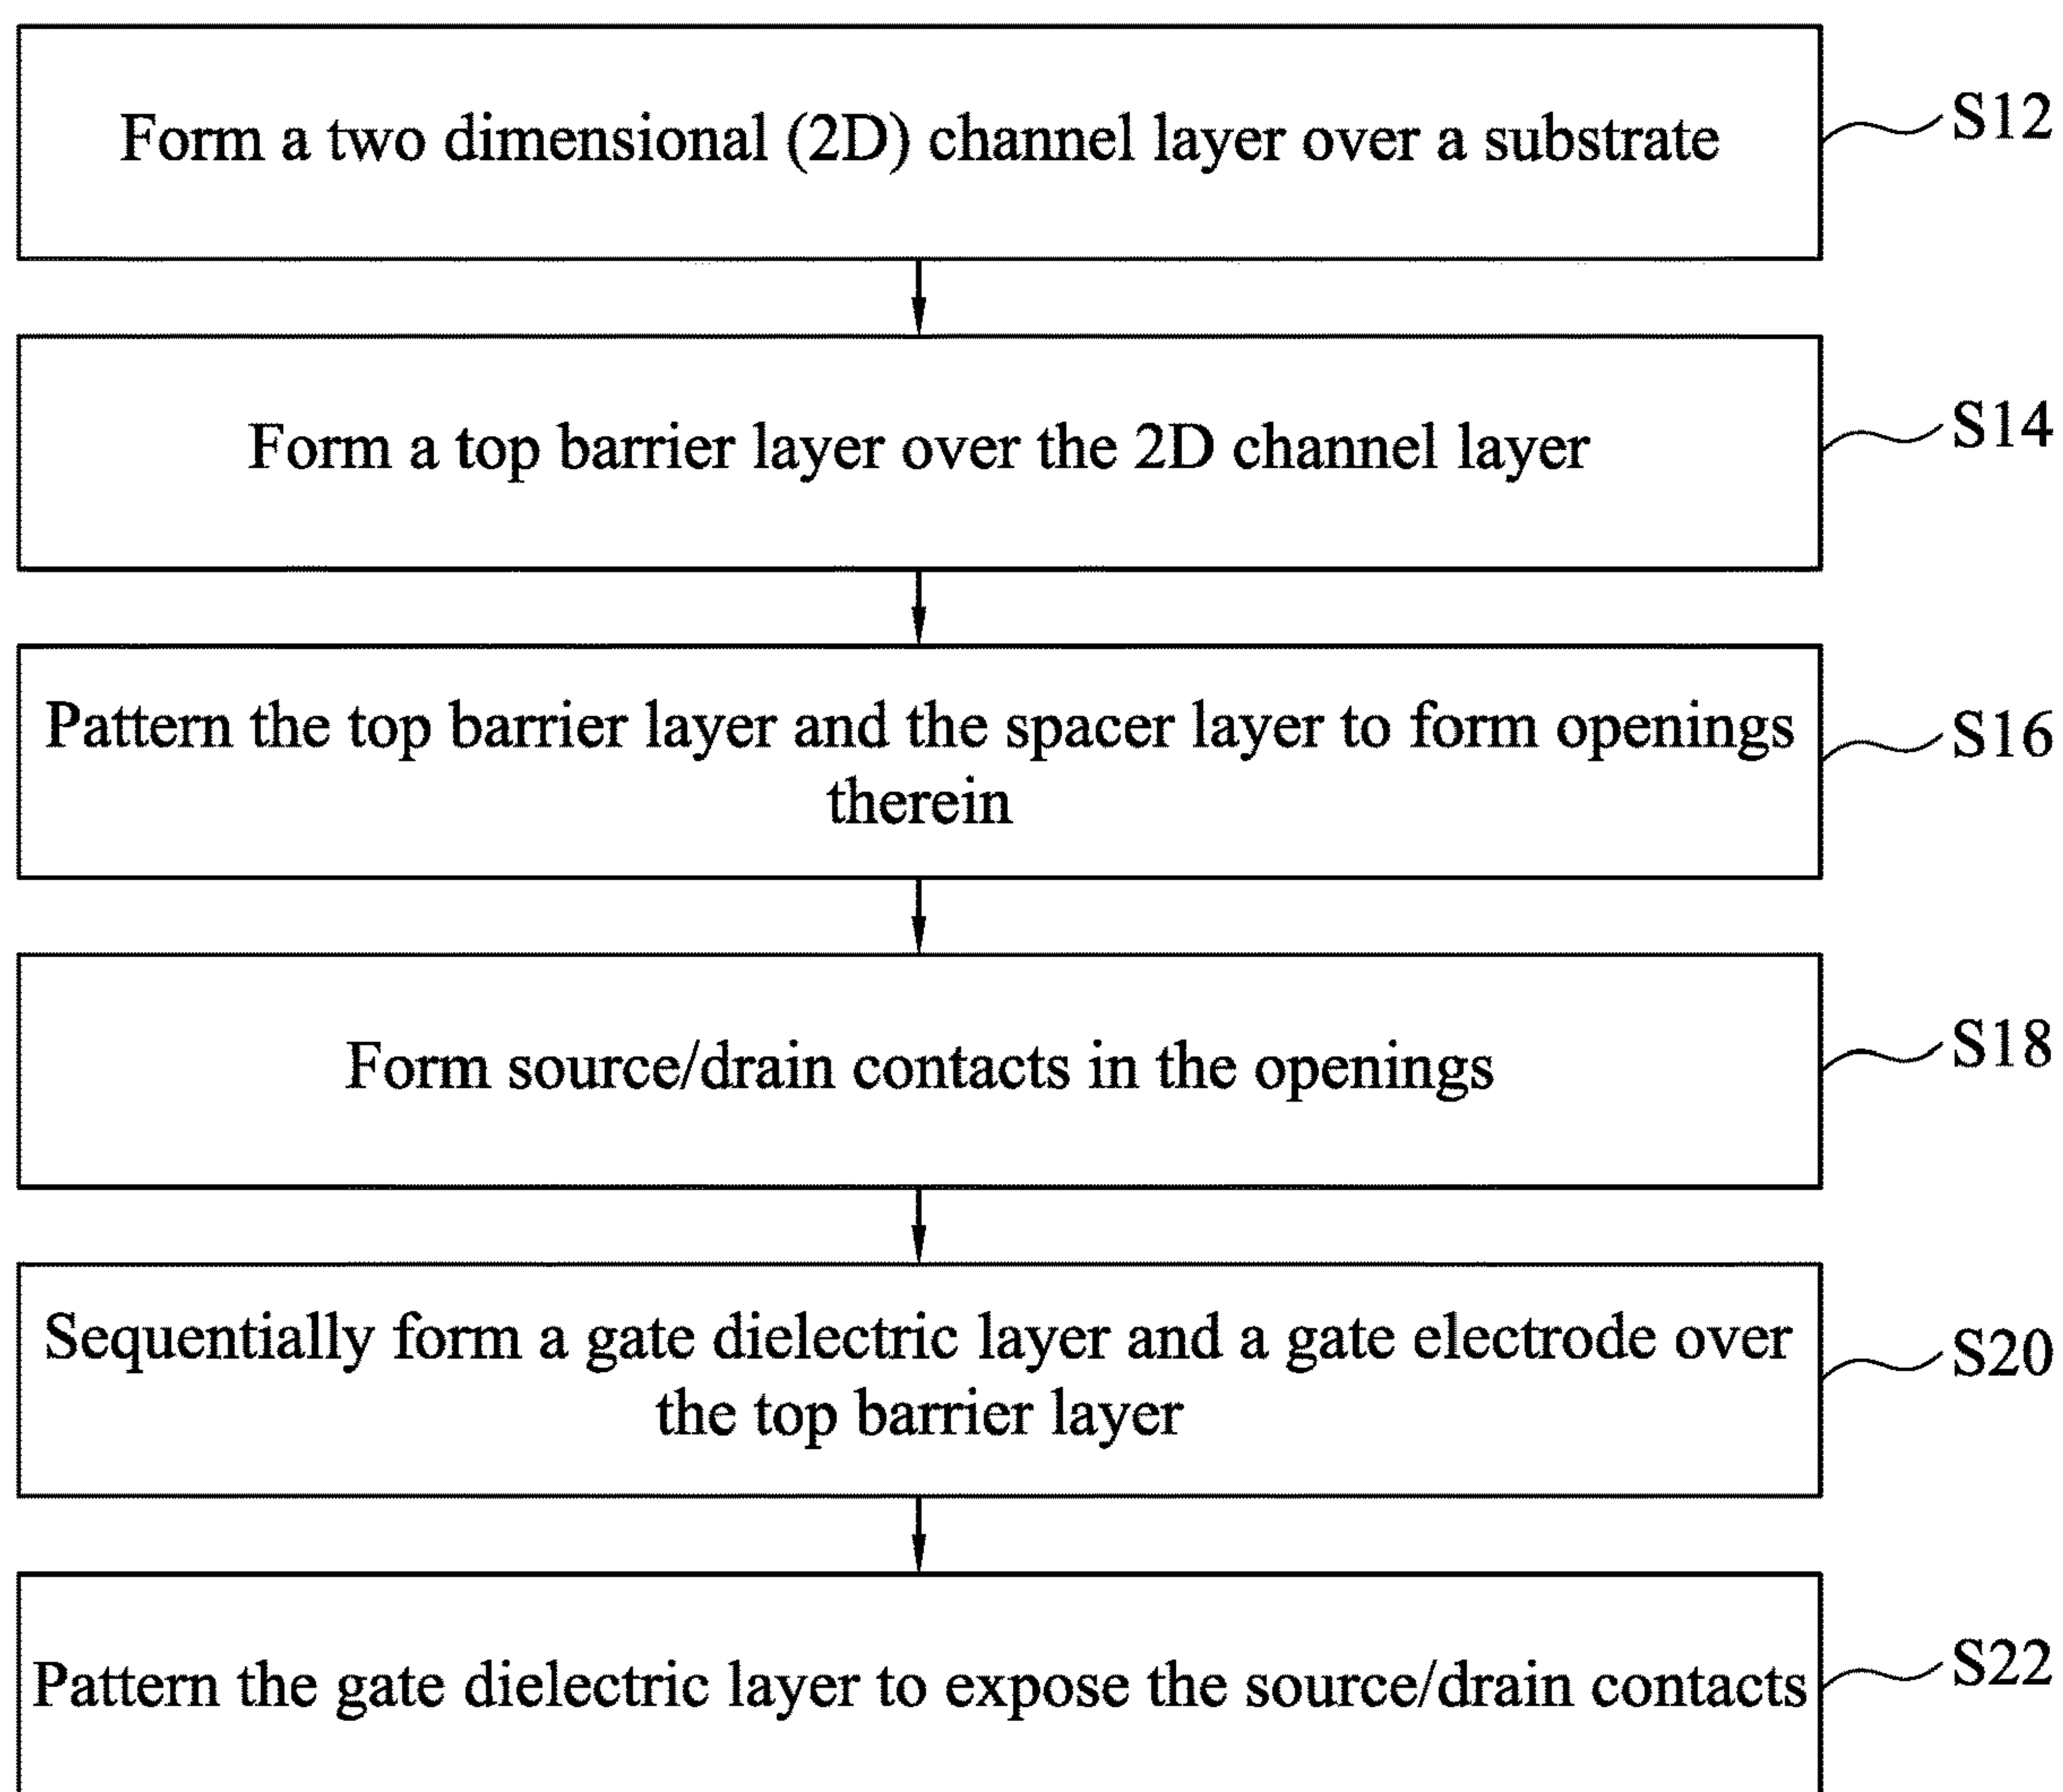 Form a two dimensional (2D) channel layer over a substrate
S12
Form a top barrier layer over the 2D channel layer
S14
Pattern the top barrier layer and the spacer layer to form openings
therein
S16
Form source/drain contacts in the openings
S18
Sequentially form a gate dielectric layer and a gate electrode over
the top barrier layer
S20
Pattern the gate dielectric layer to expose the source/drain contacts
S22